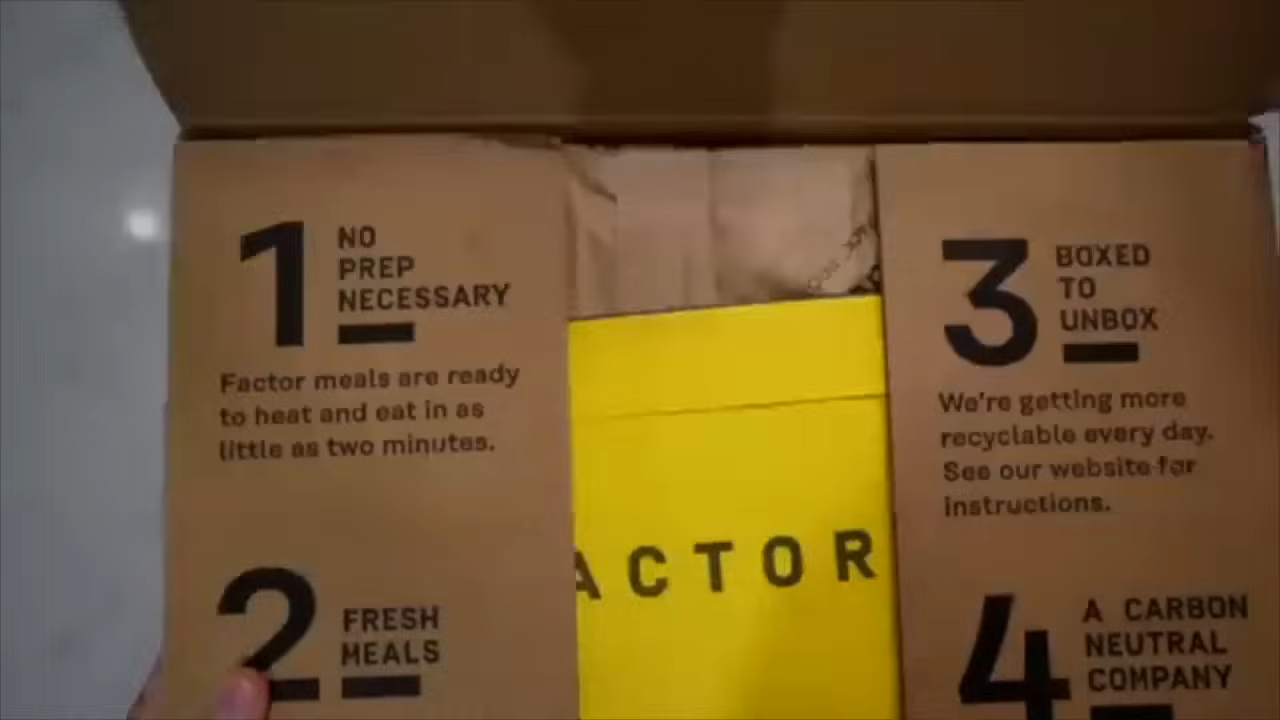 1 NO
PREP
NECESSARY
Factor meals are ready
to heat and eat in as
little as two minutes.
2 FRESH
MEALS
ACTOR
3 BOXED
TO
UNBOX
We're getting more
recyclable every day.
See our website for
instructions.
4 A CARBON
NEUTRAL
COMPANY